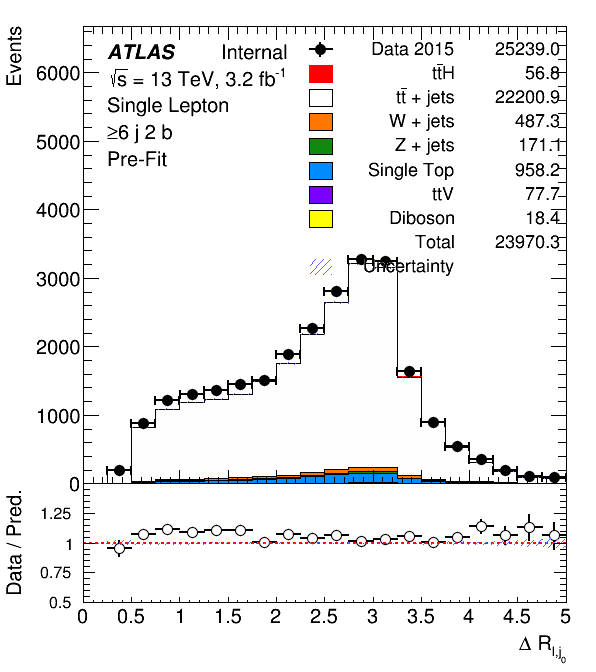 Events
ATLAS Internal
√s = 13 TeV, 3.2 fb⁻¹
Single Lepton
≥6 j 2 b
Pre-Fit
Data 2015 25239.0
tt̄H 56.8
tt̄ + jets 22200.9
W + jets 487.3
Z + jets 171.1
Single Top 958.2
ttV 77.7
Diboson 18.4
Total 23970.3
Uncertainty
6000
5000
4000
3000
2000
1000
0
Data / Pred.
1.25
1
0.75
0.5
0 0.5 1 1.5 2 2.5 3 3.5 4 4.5 5
Δ R l,j0